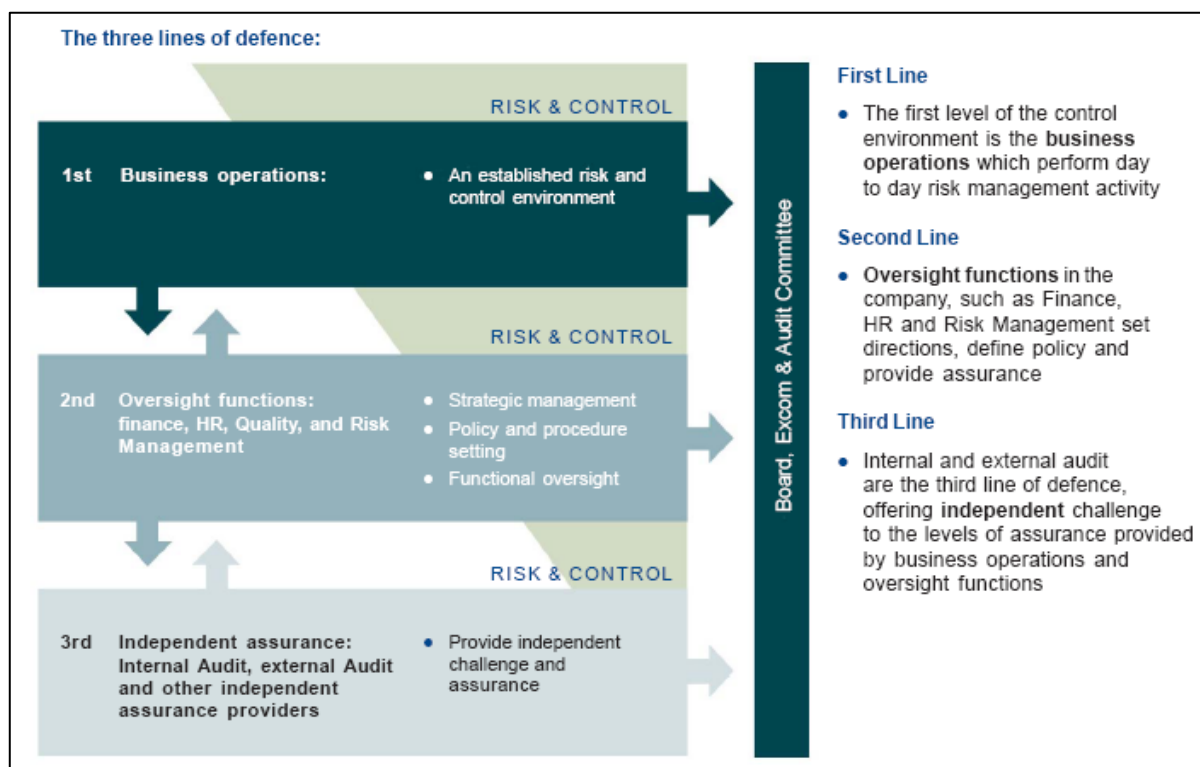 The three lines of defence:
RISK & CONTROL
1st Business operations:
• An established risk and
control environment
RISK & CONTROL
2nd Oversight functions:
finance, HR, Quality, and Risk
Management
• Strategic management
• Policy and procedure
setting
• Functional oversight
RISK & CONTROL
3rd Independent assurance:
Internal Audit, external Audit
and other independent
assurance providers
• Provide independent
challenge and
assurance
Board, Excom & Audit Committee
First Line
• The first level of the control
environment is the business
operations which perform day
to day risk management activity
Second Line
• Oversight functions in the
company, such as Finance,
HR and Risk Management set
directions, define policy and
provide assurance
Third Line
• Internal and external audit
are the third line of defence,
offering independent challenge
to the levels of assurance provided
by business operations and
oversight functions